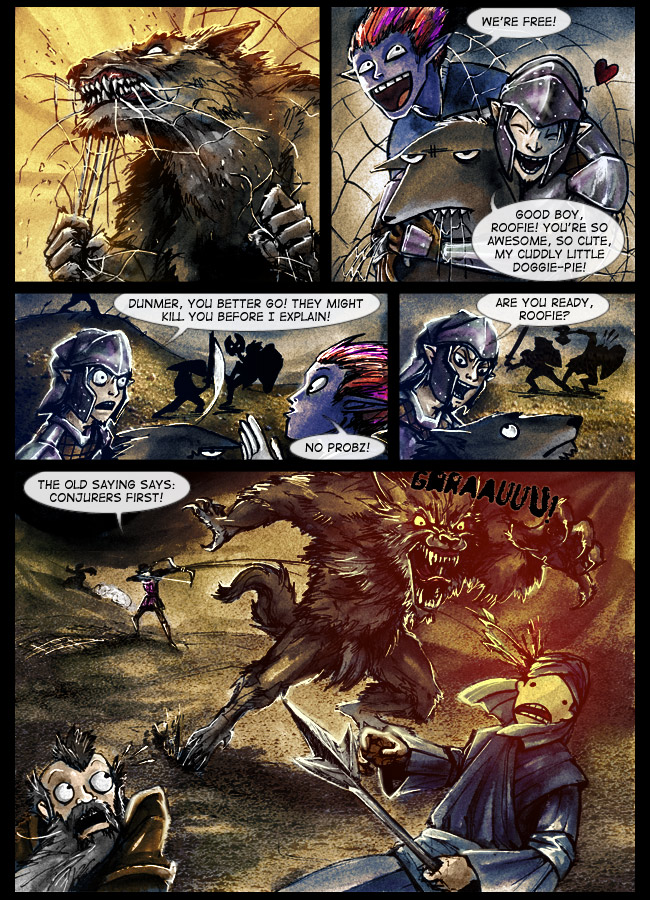 WE'RE FREE!
GOOD BOY,
ROOFIE! YOU'RE SO
AWESOME, SO CUTE,
MY CUDDLY LITTLE
DOGGIE-PIE!
DUNMER, YOU BETTER GO! THEY MIGHT
KILL YOU BEFORE I EXPLAIN!
NO PROBZ!
ARE YOU READY,
ROOFIE?
THE OLD SAYING SAYS:
CONJURERS FIRST!
GHRAAUUU!